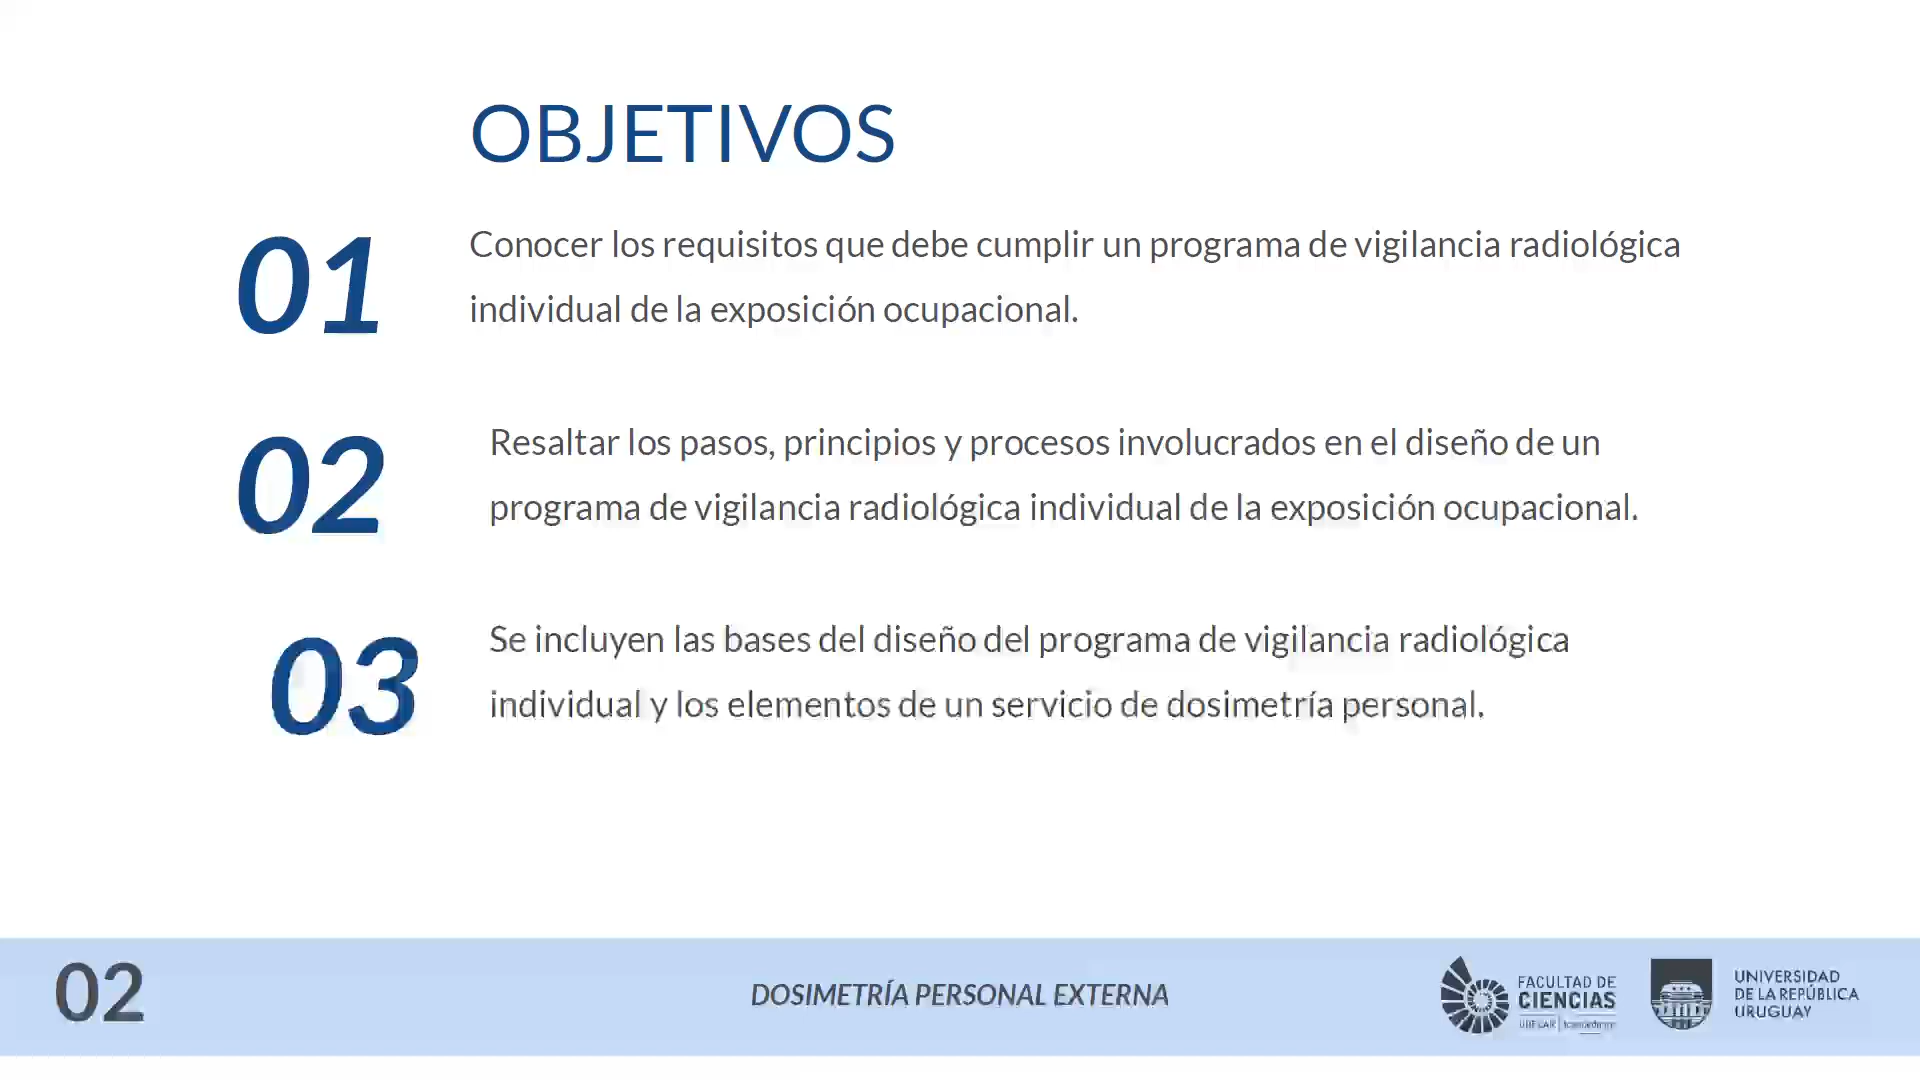 OBJETIVOS
01
Conocer los requisitos que debe cumplir un programa de vigilancia radiológica
individual de la exposición ocupacional.
02
Resaltar los pasos, principios y procesos involucrados en el diseño de un
programa de vigilancia radiológica individual de la exposición ocupacional.
03
Se incluyen las bases del diseño del programa de vigilancia radiológica
individual y los elementos de un servicio de dosimetría personal.
02
DOSIMETRÍA PERSONAL EXTERNA
FACULTAD DE
CIENCIAS
UNIVERSIDAD
DE LA REPÚBLICA
URUGUAY